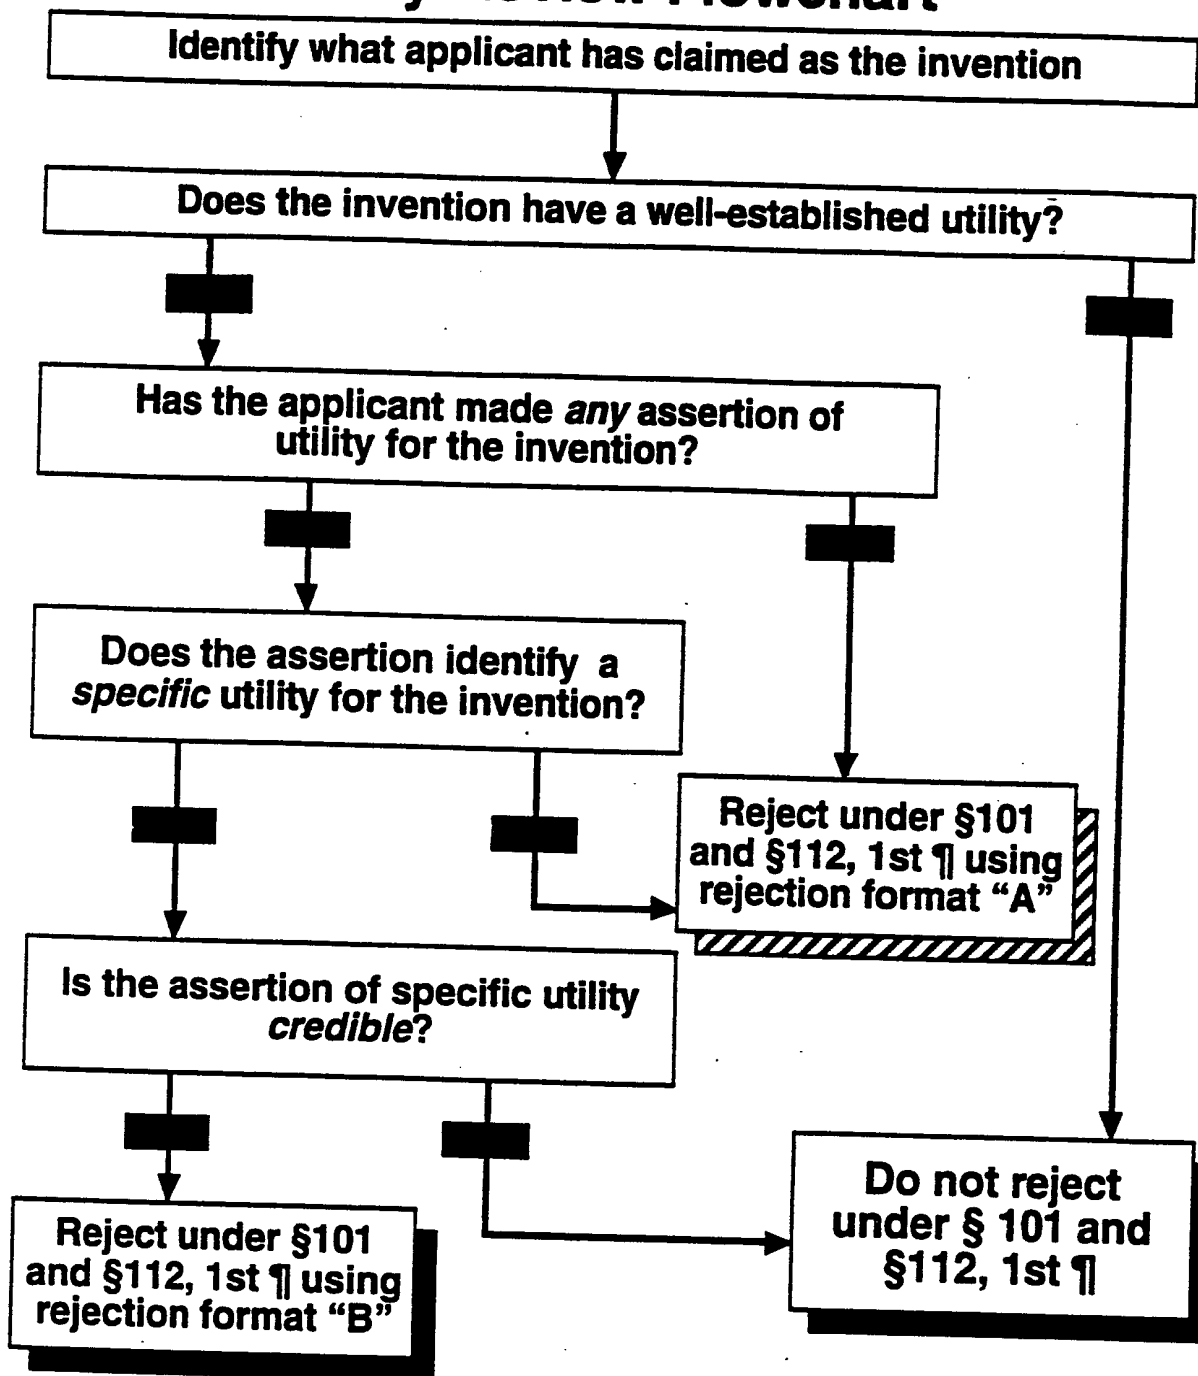 Flowchart
Identify what applicant has claimed as the invention
Does the invention have a well-established utility?
Has the applicant made any assertion of
utility for the invention?
Does the assertion identify a
specific utility for the invention?
Reject under §101
and §112, 1st ¶ using
rejection format “A”
Is the assertion of specific utility
credible?
Reject under §101
and §112, 1st ¶ using
rejection format “B”
Do not reject
under § 101 and
§112, 1st ¶